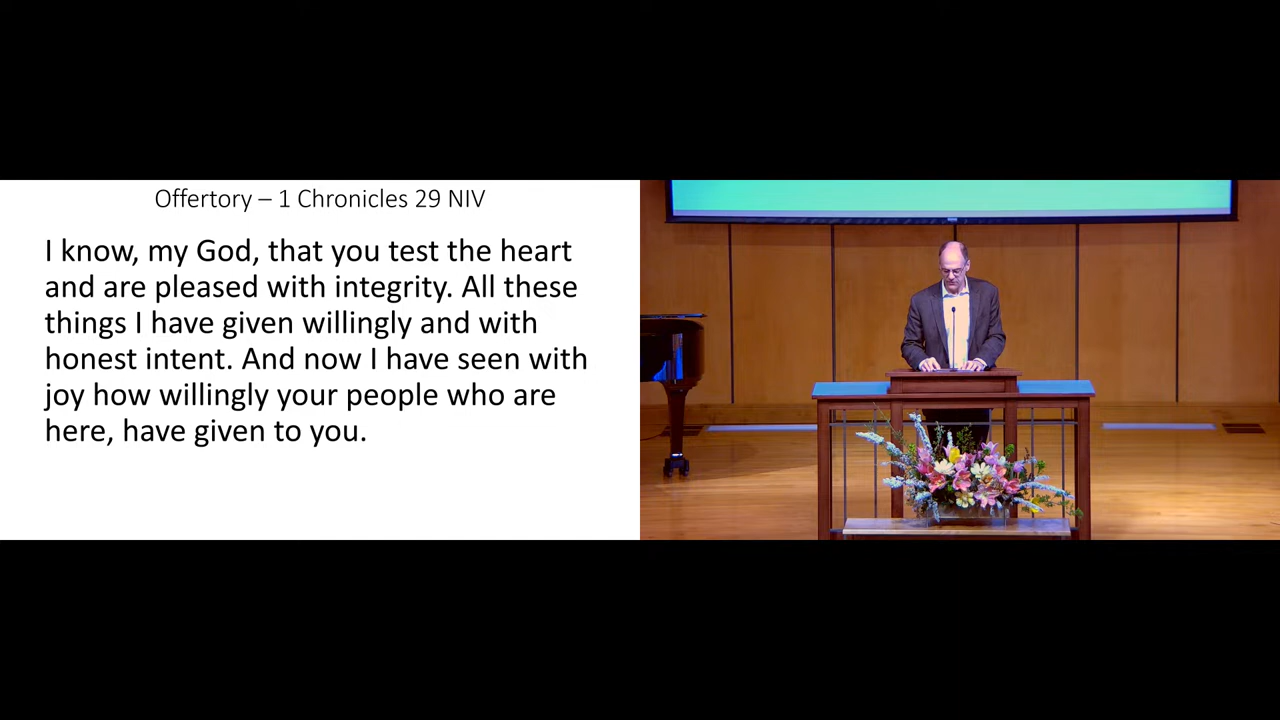 Offertory – 1 Chronicles 29 NIV
I know, my God, that you test the heart
and are pleased with integrity. All these
things I have given willingly and with
honest intent. And now I have seen with
joy how willingly your people who are
here, have given to you.